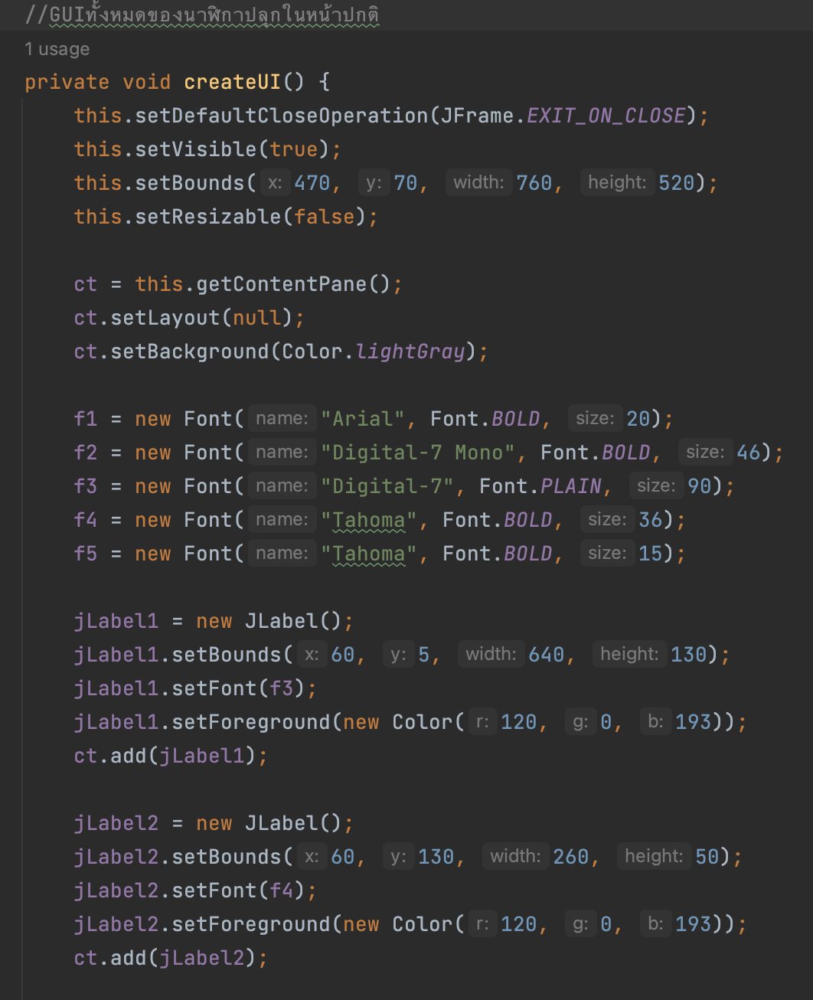 //GUIทั้งหมดของนาฬิกาปลุกในหน้าปกติ
1 usage
private void createUI() {
this.setDefaultCloseOperation(JFrame.EXIT_ON_CLOSE);
this.setVisible(true);
this.setBounds( x: 470, y: 70, width: 760, height: 520);
this.setResizable(false);
ct = this.getContentPane();
ct.setLayout(null);
ct.setBackground(Color.lightGray);
f1 = new Font( name: "Arial", Font.BOLD, size: 20);
f2 = new Font( name: "Digital-7 Mono", Font.BOLD, size: 46);
f3 = new Font( name: "Digital-7", Font.PLAIN, size: 90);
f4 = new Font( name: "Tahoma", Font.BOLD, size: 36);
f5 = new Font( name: "Tahoma", Font.BOLD, size: 15);
jLabel1 = new JLabel();
jLabel1.setBounds( x: 60, y: 5, width: 640, height: 130);
jLabel1.setFont(f3);
jLabel1.setForeground(new Color( r: 120, g: 0, b: 193));
ct.add(jLabel1);
jLabel2 = new JLabel();
jLabel2.setBounds( x: 60, y: 130, width: 260, height: 50);
jLabel2.setFont(f4);
jLabel2.setForeground(new Color( r: 120, g: 0, b: 193));
ct.add(jLabel2);